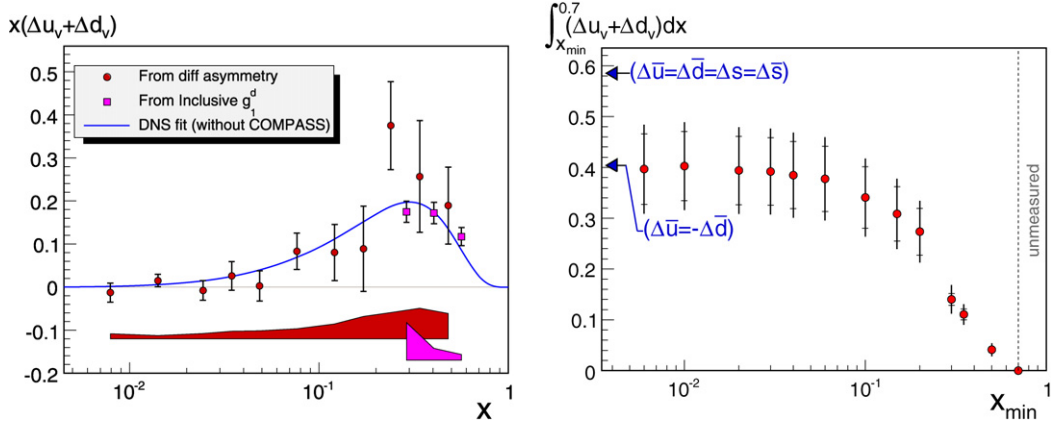 x(Δu_v+Δd_v)
0.5
0.4
0.3
0.2
0.1
0
-0.1
-0.2
From diff asymmetry
From Inclusive g_1^d
DNS fit (without COMPASS)
10^-2
10^-1
1
x
∫_{x_min}^{0.7}(Δu_v+Δd_v)dx
0.6
0.5
0.4
0.3
0.2
0.1
0
(Δu̅=Δd̅=Δs=Δs̅)
(Δu̅=-Δd̅)
unmeasured
10^-2
10^-1
1
x_min